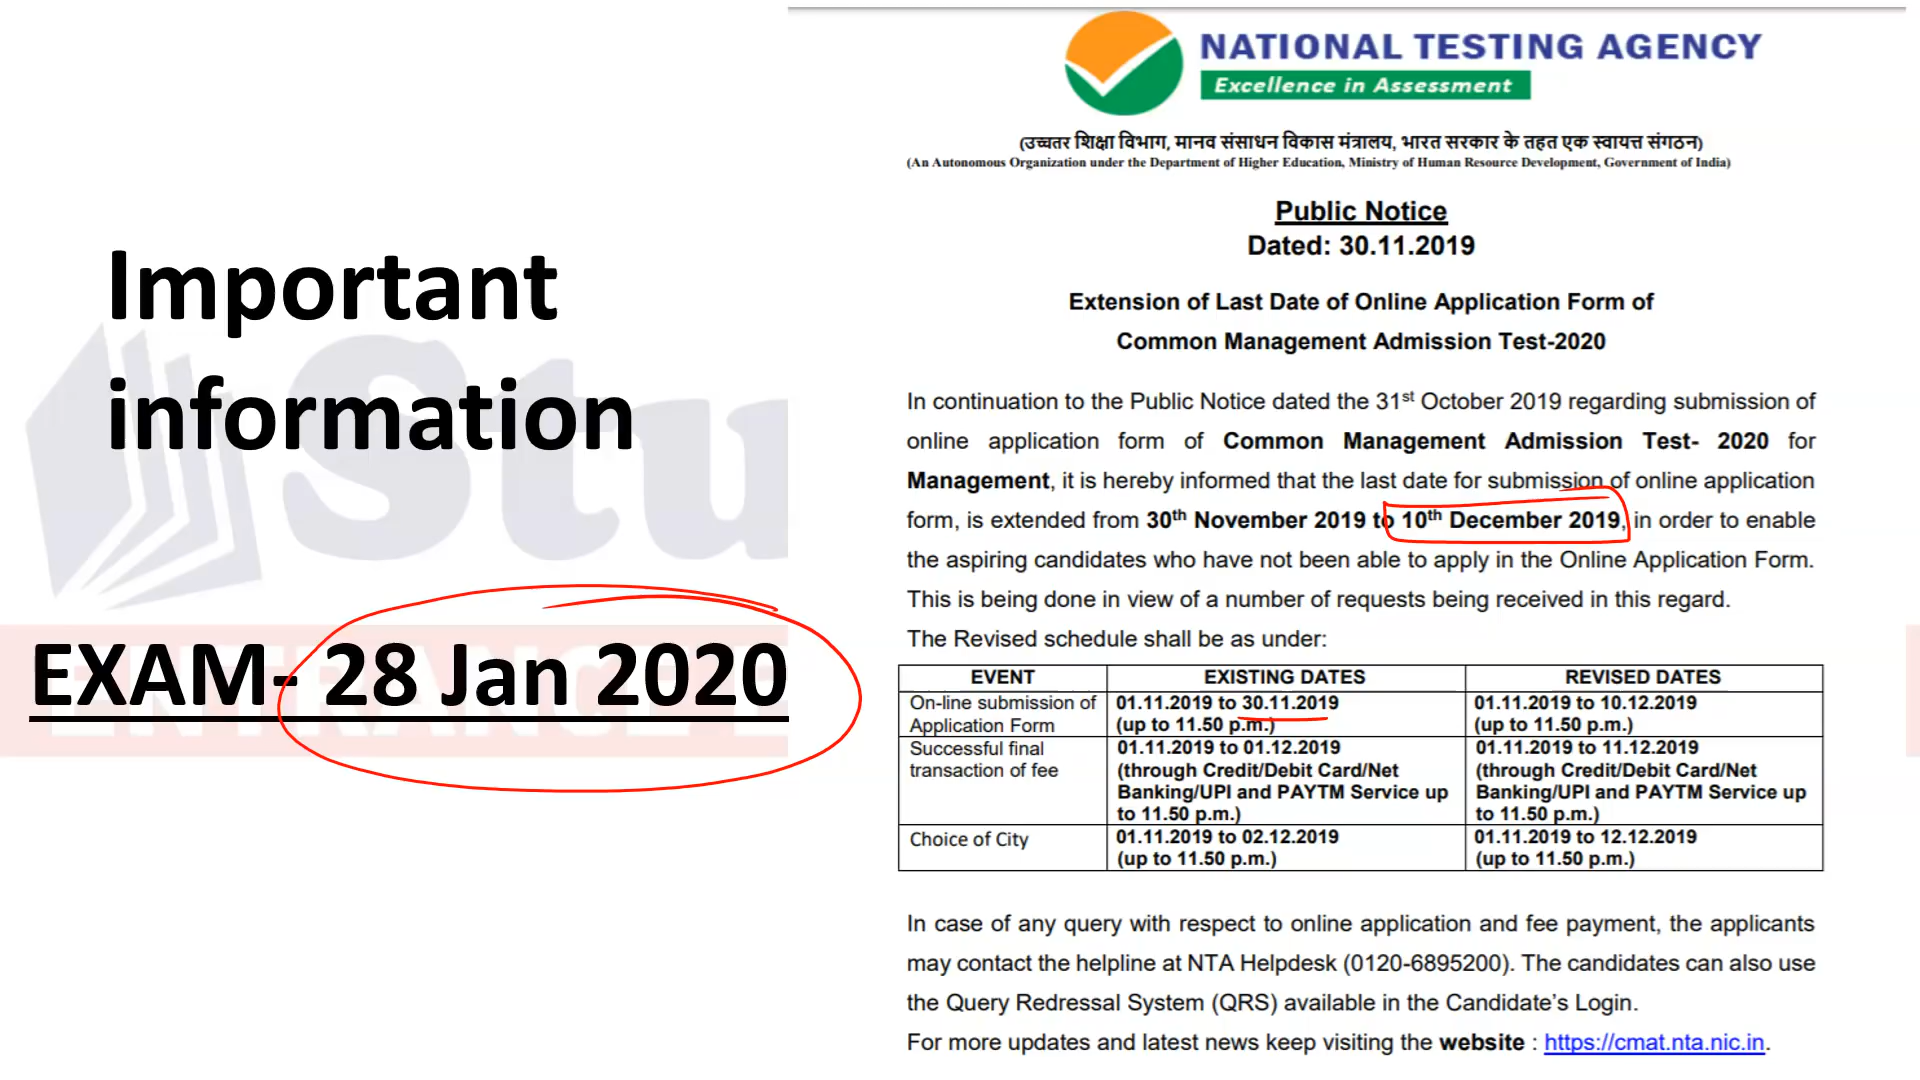 Important
information
EXAM- 28 Jan 2020
NATIONAL TESTING AGENCY
Excellence in Assessment
(उच्चतर शिक्षा विभाग, मानव संसाधन विकास मंत्रालय, भारत सरकार के तहत एक स्वायत्त संगठन)
(An Autonomous Organization under the Department of Higher Education, Ministry of Human Resource Development, Government of India)
Public Notice
Dated: 30.11.2019
Extension of Last Date of Online Application Form of
Common Management Admission Test-2020
In continuation to the Public Notice dated the 31st October 2019 regarding submission of
online application form of Common Management Admission Test- 2020 for
Management, it is hereby informed that the last date for submission of online application
form, is extended from 30th November 2019 to 10th December 2019, in order to enable
the aspiring candidates who have not been able to apply in the Online Application Form.
This is being done in view of a number of requests being received in this regard.
The Revised schedule shall be as under:
EVENT EXISTING DATES REVISED DATES
On-line submission of 01.11.2019 to 30.11.2019 01.11.2019 to 10.12.2019
Application Form (up to 11.50 p.m.) (up to 11.50 p.m.)
Successful final 01.11.2019 to 01.12.2019 01.11.2019 to 11.12.2019
transaction of fee (through Credit/Debit Card/Net (through Credit/Debit Card/Net
Banking/UPI and PAYTM Service up Banking/UPI and PAYTM Service up
to 11.50 p.m.) to 11.50 p.m.)
Choice of City 01.11.2019 to 02.12.2019 01.11.2019 to 12.12.2019
(up to 11.50 p.m.) (up to 11.50 p.m.)
In case of any query with respect to online application and fee payment, the applicants
may contact the helpline at NTA Helpdesk (0120-6895200). The candidates can also use
the Query Redressal System (QRS) available in the Candidate's Login.
For more updates and latest news keep visiting the website : https://cmat.nta.nic.in.
Stu
ENTRANCE E